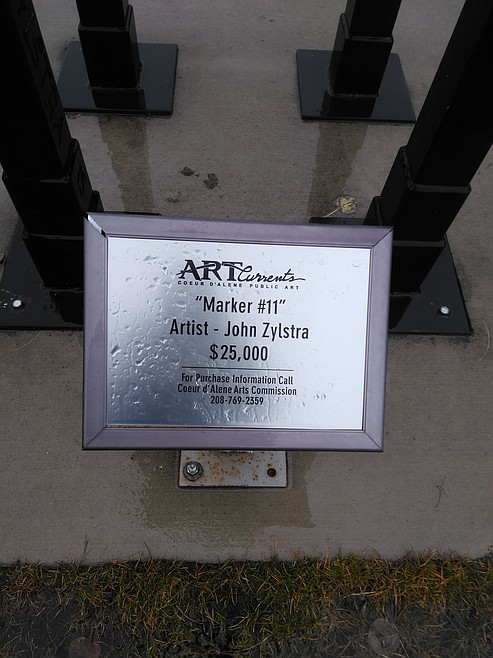 ARTCurrents
COEUR D'ALENE PUBLIC ART
"Marker #11"
Artist - John Zylstra
$25,000
For Purchase Information Call
Coeur d'Alene Arts Commission
208-769-2359